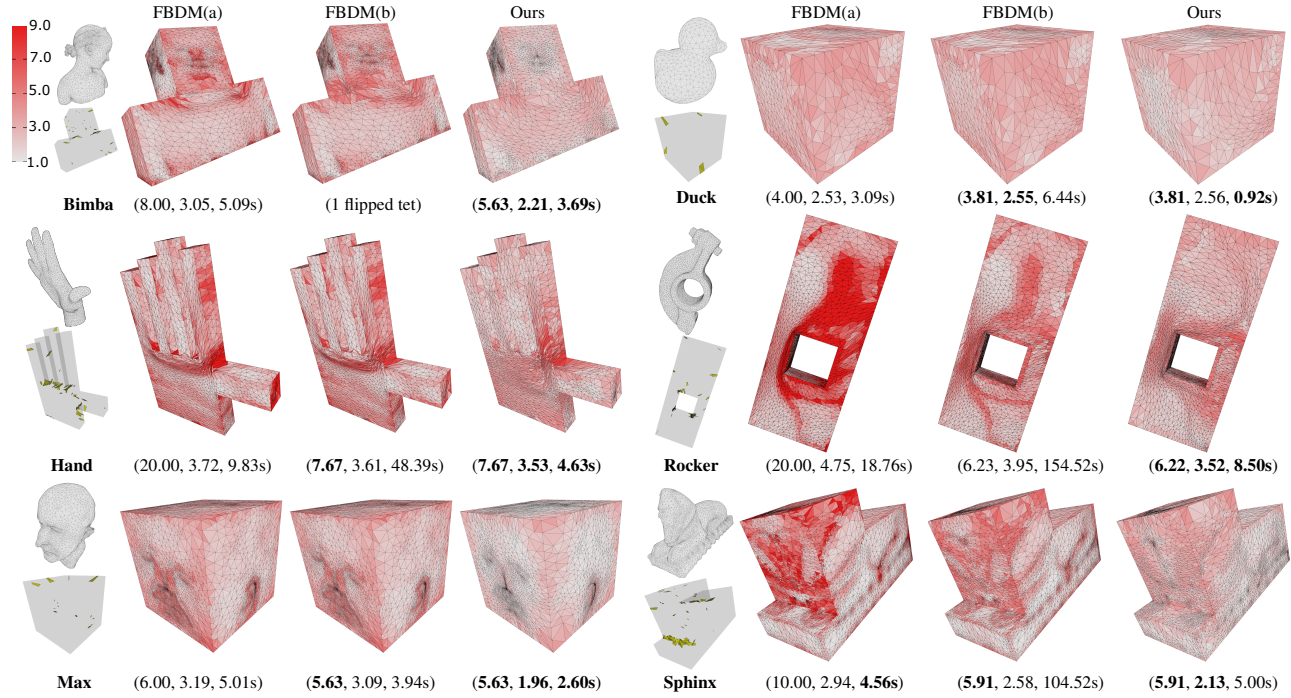 FBDM(a) FBDM(b) Ours FBDM(a) FBDM(b) Ours
9.0
7.0
5.0
3.0
1.0
Bimba (8.00, 3.05, 5.09s) (1 flipped tet) (5.63, 2.21, 3.69s) Duck (4.00, 2.53, 3.09s) (3.81, 2.55, 6.44s) (3.81, 2.56, 0.92s)
Hand (20.00, 3.72, 9.83s) (7.67, 3.61, 48.39s) (7.67, 3.53, 4.63s) Rocker (20.00, 4.75, 18.76s) (6.23, 3.95, 154.52s) (6.22, 3.52, 8.50s)
Max (6.00, 3.19, 5.01s) (5.63, 3.09, 3.94s) (5.63, 1.96, 2.60s) Sphinx (10.00, 2.94, 4.56s) (5.91, 2.58, 104.52s) (5.91, 2.13, 5.00s)